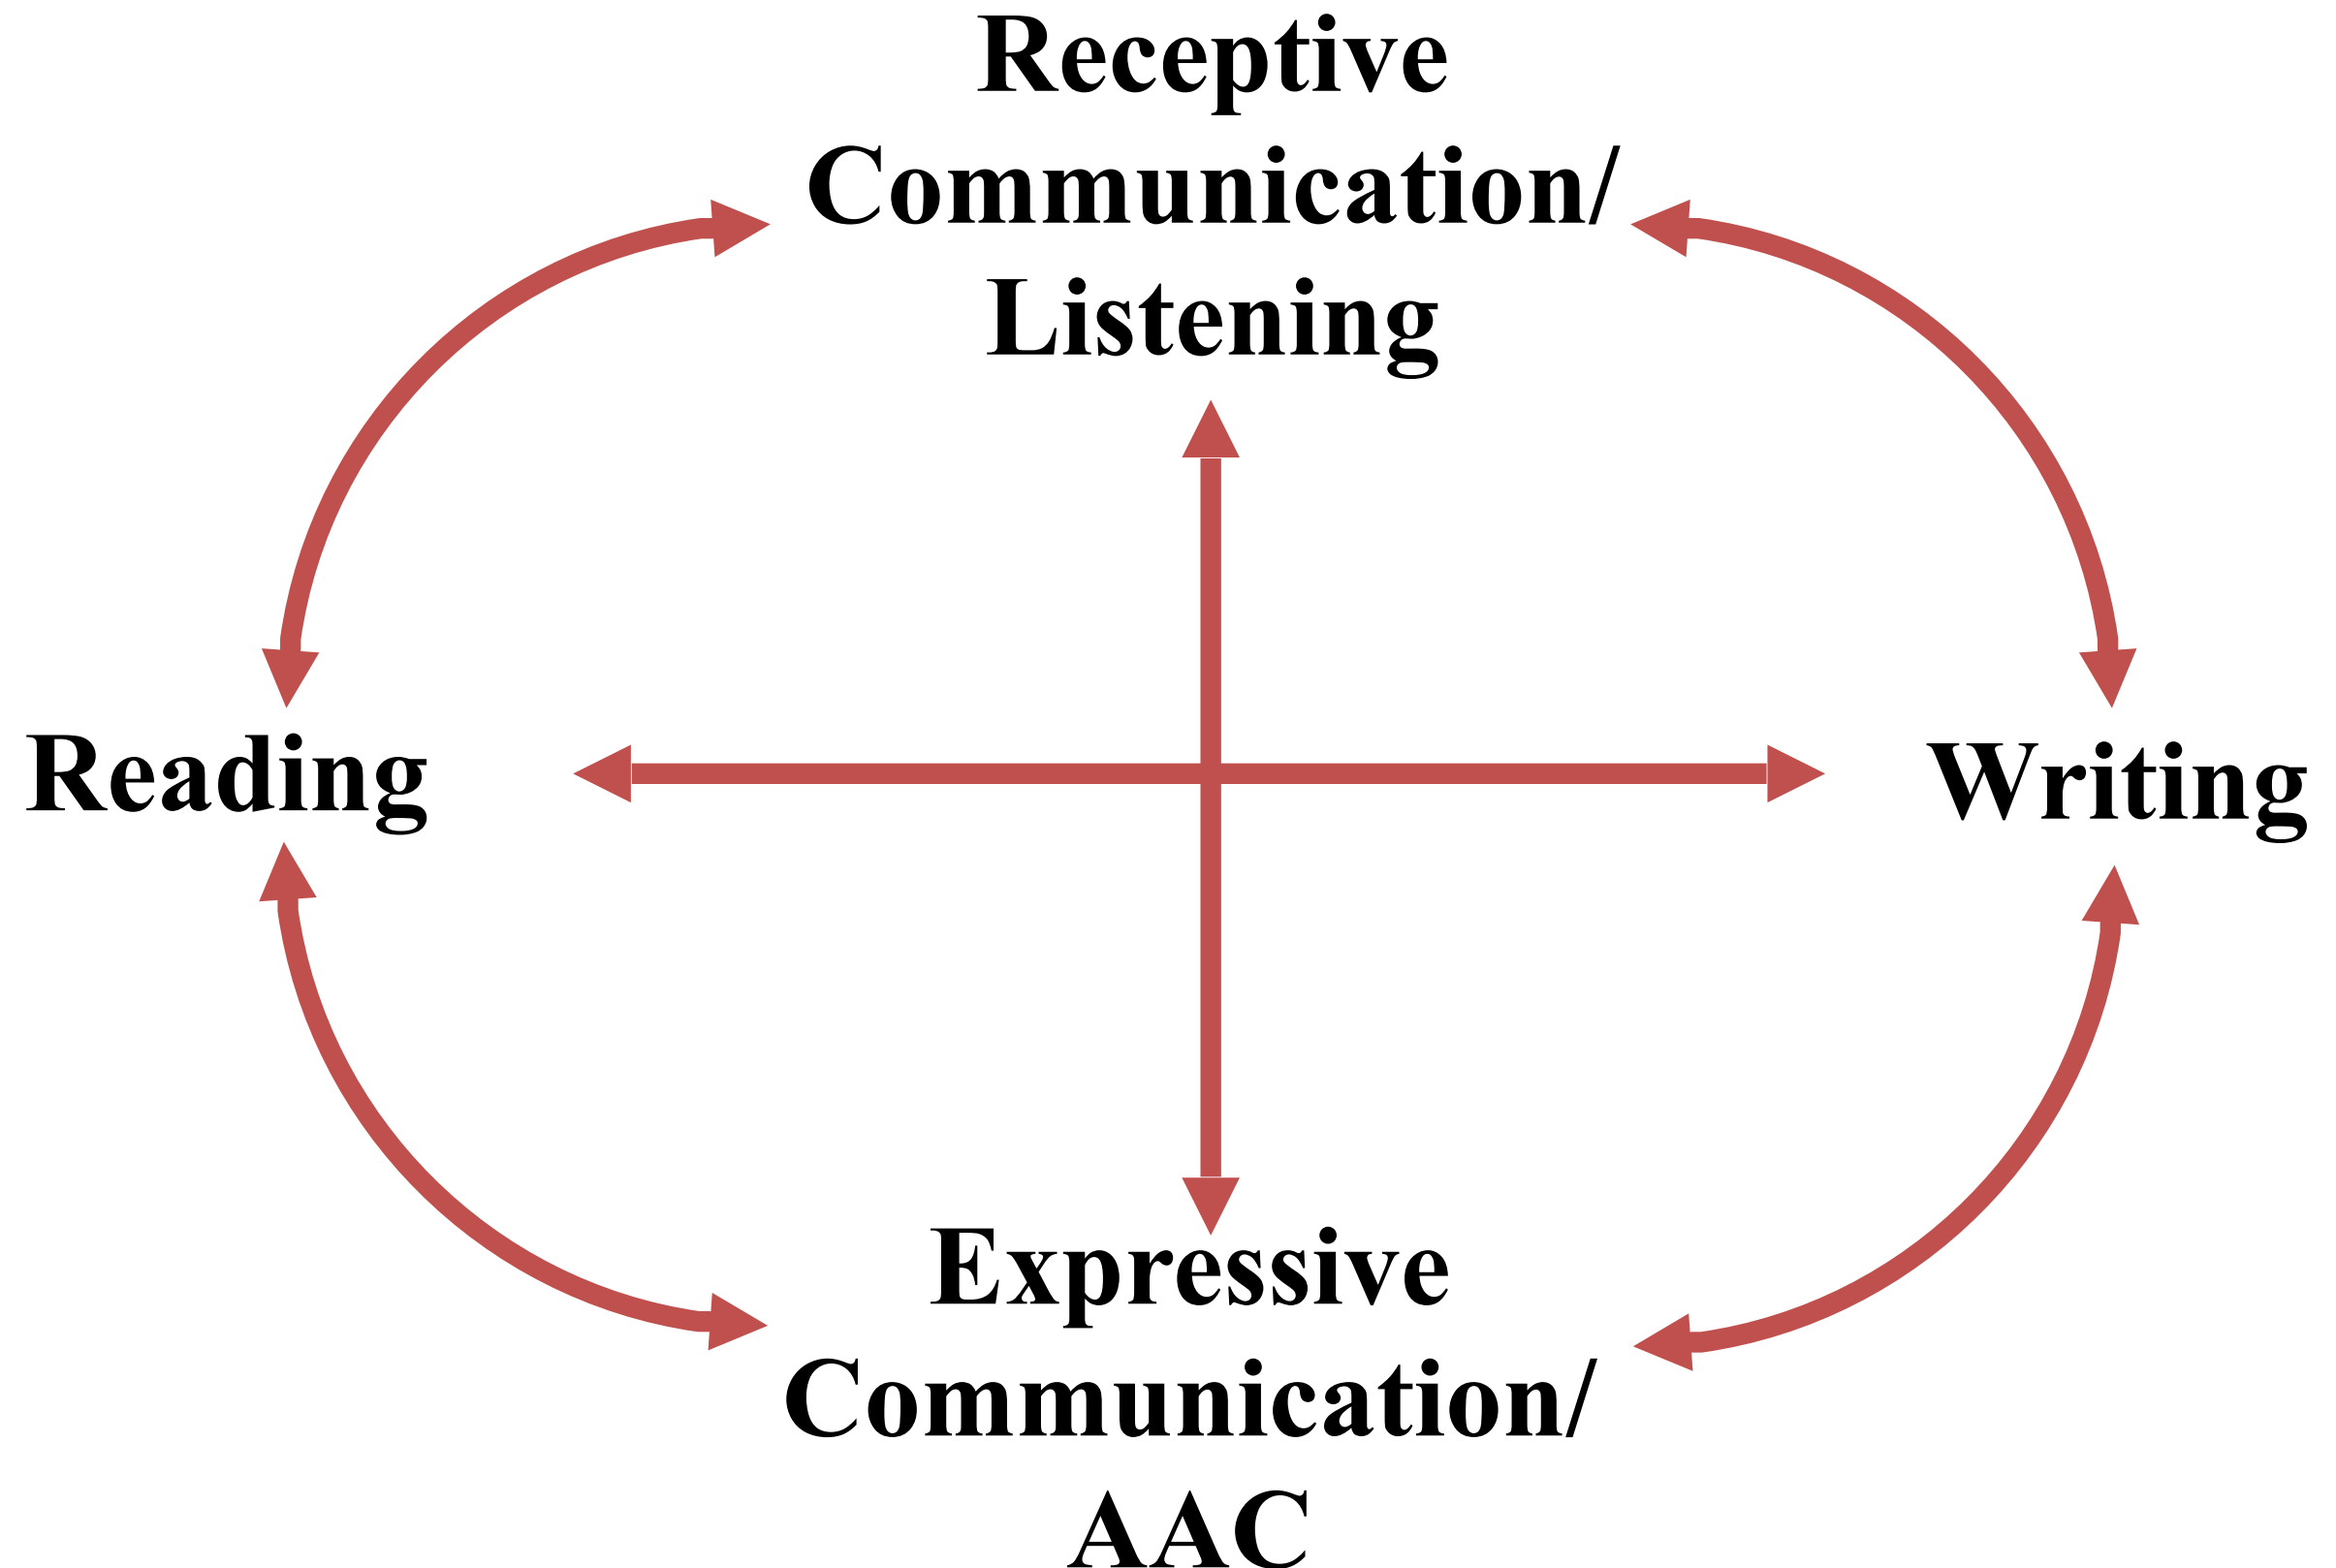 Receptive
Communication/
Listening
Reading
Writing
Expressive
Communication/
AAC